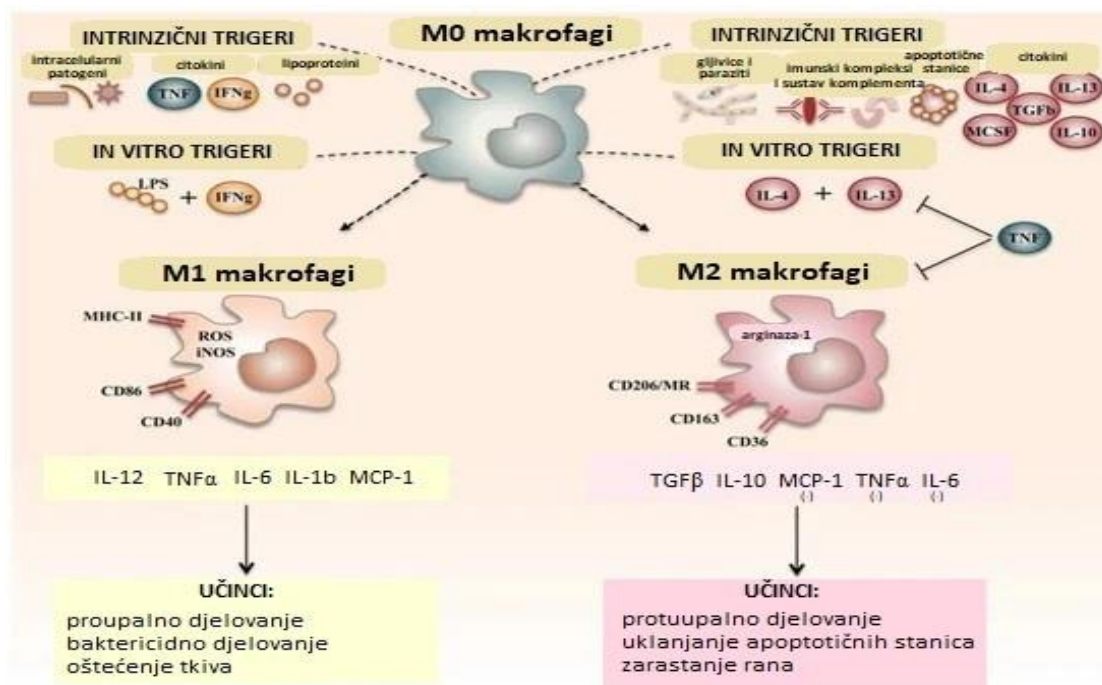 M0 makrofagi
INTRINZIČNI TRIGERI
intracelularni
patogeni
citokini
lipoproteini
TNF
IFNg
IN VITRO TRIGERI
LPS
+
IFNg
INTRINZIČNI TRIGERI
gljivice i
paraziti
imunski kompleksi
i sustav komplementa
apoptotične
stanice
citokini
IL-4
IL-13
TGFb
MCSF
IL-10
IN VITRO TRIGERI
IL-4
+
IL-13
TNF
M1 makrofagi
MHC-II
ROS
iNOS
CD86
CD40
IL-12 TNFα IL-6 IL-1b MCP-1
UČINCI:
proupalno djelovanje
baktericidno djelovanje
oštećenje tkiva
M2 makrofagi
arginaza-1
CD206/MR
CD163
CD36
TGFβ IL-10 MCP-1 TNFα IL-6
(-) (-) (-)
UČINCI:
protuupalno djelovanje
uklanjanje apoptotičnih stanica
zarastanje rana